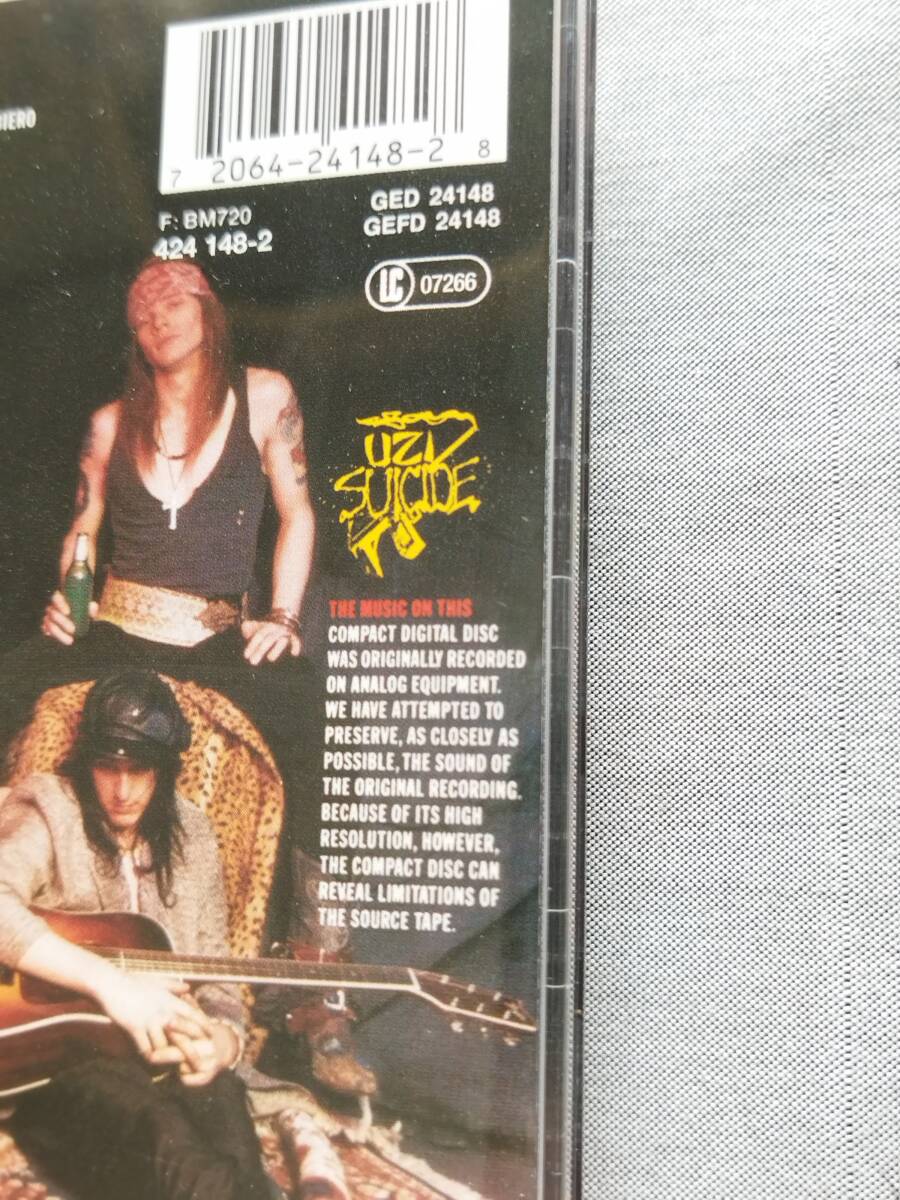 7 2064-24148-2 8
F: BM720
424 148-2
GED 24148
GEFD 24148
LC 07266
UZI
SUICIDE
THE MUSIC ON THIS
COMPACT DIGITAL DISC
WAS ORIGINALLY RECORDED
ON ANALOG EQUIPMENT.
WE HAVE ATTEMPTED TO
PRESERVE, AS CLOSELY AS
POSSIBLE, THE SOUND OF
THE ORIGINAL RECORDING.
BECAUSE OF ITS HIGH
RESOLUTION, HOWEVER,
THE COMPACT DISC CAN
REVEAL LIMITATIONS OF
THE SOURCE TAPE.